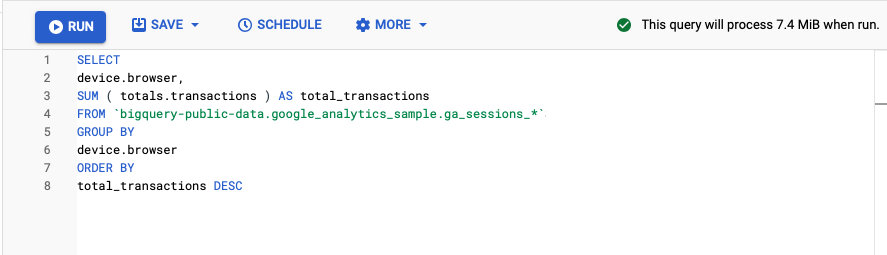 RUN SAVE SCHEDULE MORE This query will process 7.4 MiB when run.
1 SELECT
2 device.browser,
3 SUM ( totals.transactions ) AS total_transactions
4 FROM `bigquery-public-data.google_analytics_sample.ga_sessions_*`
5 GROUP BY
6 device.browser
7 ORDER BY
8 total_transactions DESC